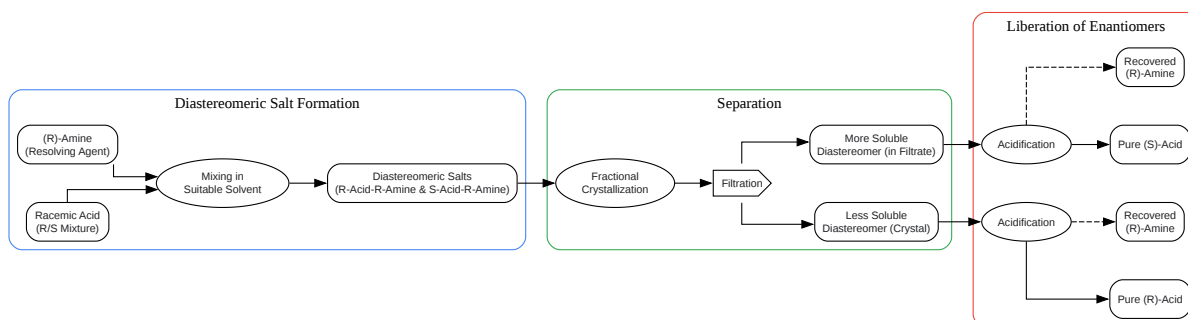 Diastereomeric Salt Formation
(R)-Amine
(Resolving Agent)
Racemic Acid
(R/S Mixture)
Mixing in
Suitable Solvent
Diastereomeric Salts
(R-Acid-R-Amine & S-Acid-R-Amine)
Separation
Fractional
Crystallization
Filtration
More Soluble
Diastereomer (in Filtrate)
Less Soluble
Diastereomer (Crystal)
Liberation of Enantiomers
Acidification
Recovered
(R)-Amine
Pure (S)-Acid
Acidification
Recovered
(R)-Amine
Pure (R)-Acid